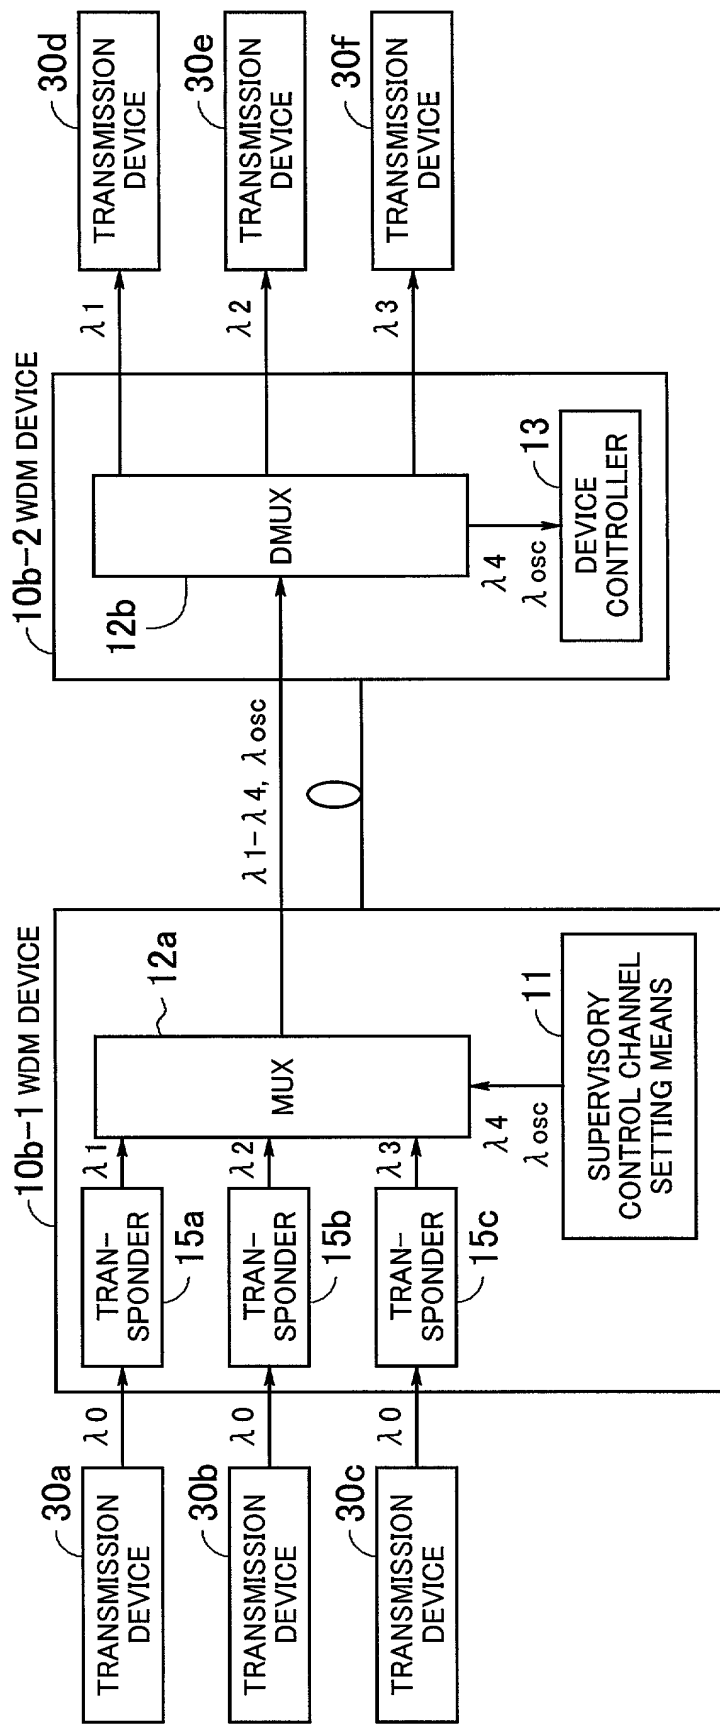 10b-1 WDM DEVICE
10b-2 WDM DEVICE
30a
TRANSMISSION
DEVICE
λ0
TRAN-
SPONDER
15a
λ1
30b
TRANSMISSION
DEVICE
λ0
TRAN-
SPONDER
15b
λ2
30c
TRANSMISSION
DEVICE
λ0
TRAN-
SPONDER
15c
λ3
12a
MUX
λ4
λosc
11
SUPERVISORY
CONTROL CHANNEL
SETTING MEANS
λ1-λ4, λosc
12b
DMUX
λ4
λosc
13
DEVICE
CONTROLLER
λ1
30d
TRANSMISSION
DEVICE
λ2
30e
TRANSMISSION
DEVICE
λ3
30f
TRANSMISSION
DEVICE